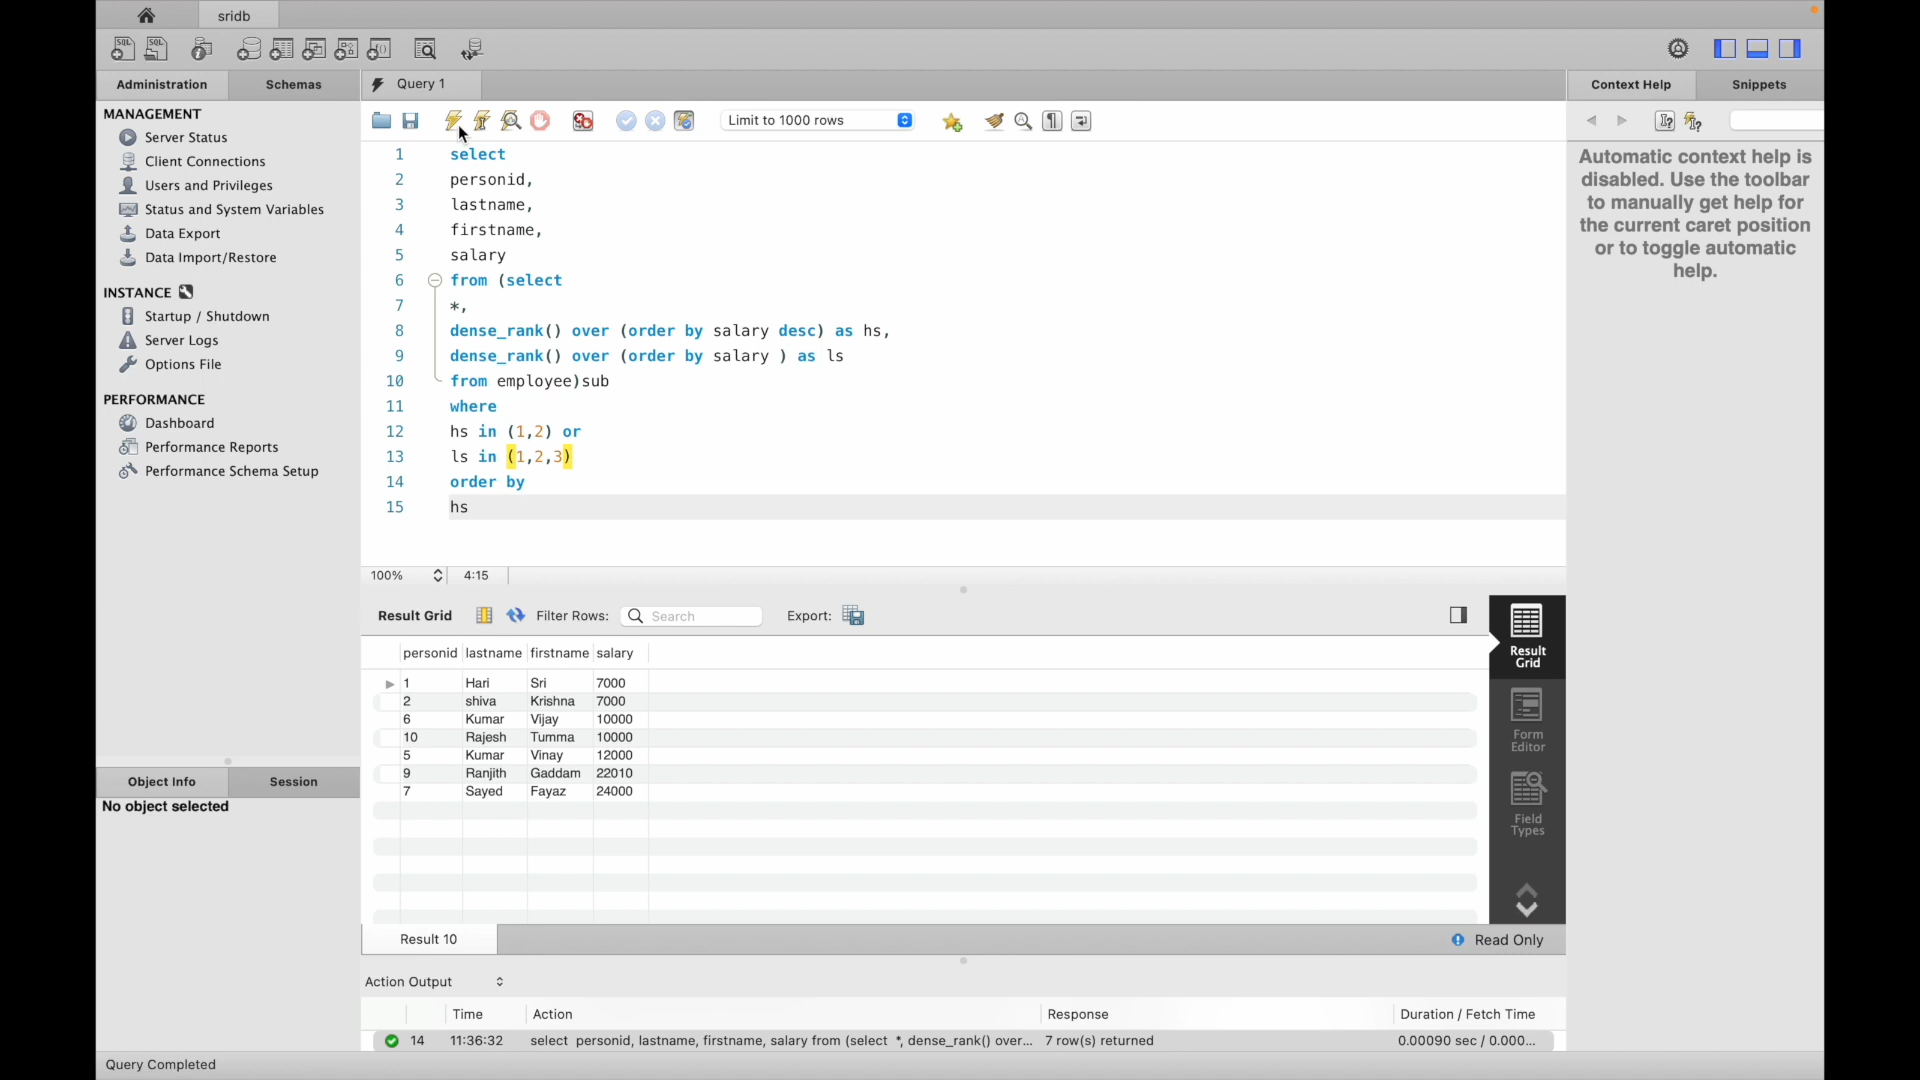 sridb
Administration
Schemas
Query 1
Context Help
Snippets
MANAGEMENT
Server Status
Client Connections
Users and Privileges
Status and System Variables
Data Export
Data Import/Restore
INSTANCE
Startup / Shutdown
Server Logs
Options File
PERFORMANCE
Dashboard
Performance Reports
Performance Schema Setup
Object Info
Session
No object selected
Limit to 1000 rows
1 select
2 personid,
3 lastname,
4 firstname,
5 salary
6 from (select
7 *,
8 dense_rank() over (order by salary desc) as hs,
9 dense_rank() over (order by salary ) as ls
10 from employee)sub
11 where
12 hs in (1,2) or
13 ls in (1,2,3)
14 order by
15 hs
100% 4:15
Result Grid Filter Rows: Search Export:
personid lastname firstname salary
1 Hari Sri 7000
2 shiva Krishna 7000
6 Kumar Vijay 10000
10 Rajesh Tumma 10000
5 Kumar Vinay 12000
9 Ranjith Gaddam 22010
7 Sayed Fayaz 24000
Result
Grid
Form
Editor
Field
Types
Result 10
Read Only
Action Output
Time Action Response Duration / Fetch Time
14 11:36:32 select personid, lastname, firstname, salary from (select *, dense_rank() over... 7 row(s) returned 0.00090 sec / 0.000...
Query Completed
Automatic context help is
disabled. Use the toolbar
to manually get help for
the current caret position
or to toggle automatic
help.